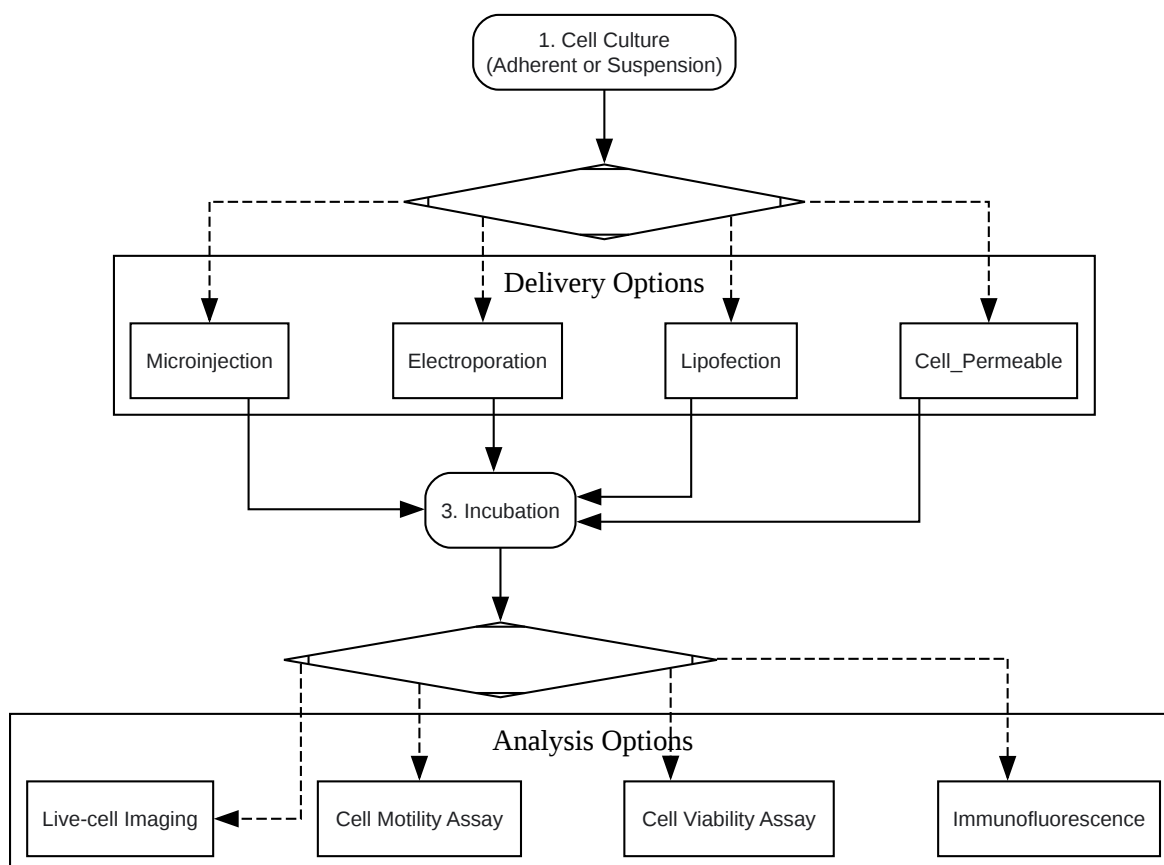 1. Cell Culture
(Adherent or Suspension)
Delivery Options
Microinjection
Electroporation
Lipofection
Cell_Permeable
3. Incubation
Analysis Options
Live-cell Imaging
Cell Motility Assay
Cell Viability Assay
Immunofluorescence